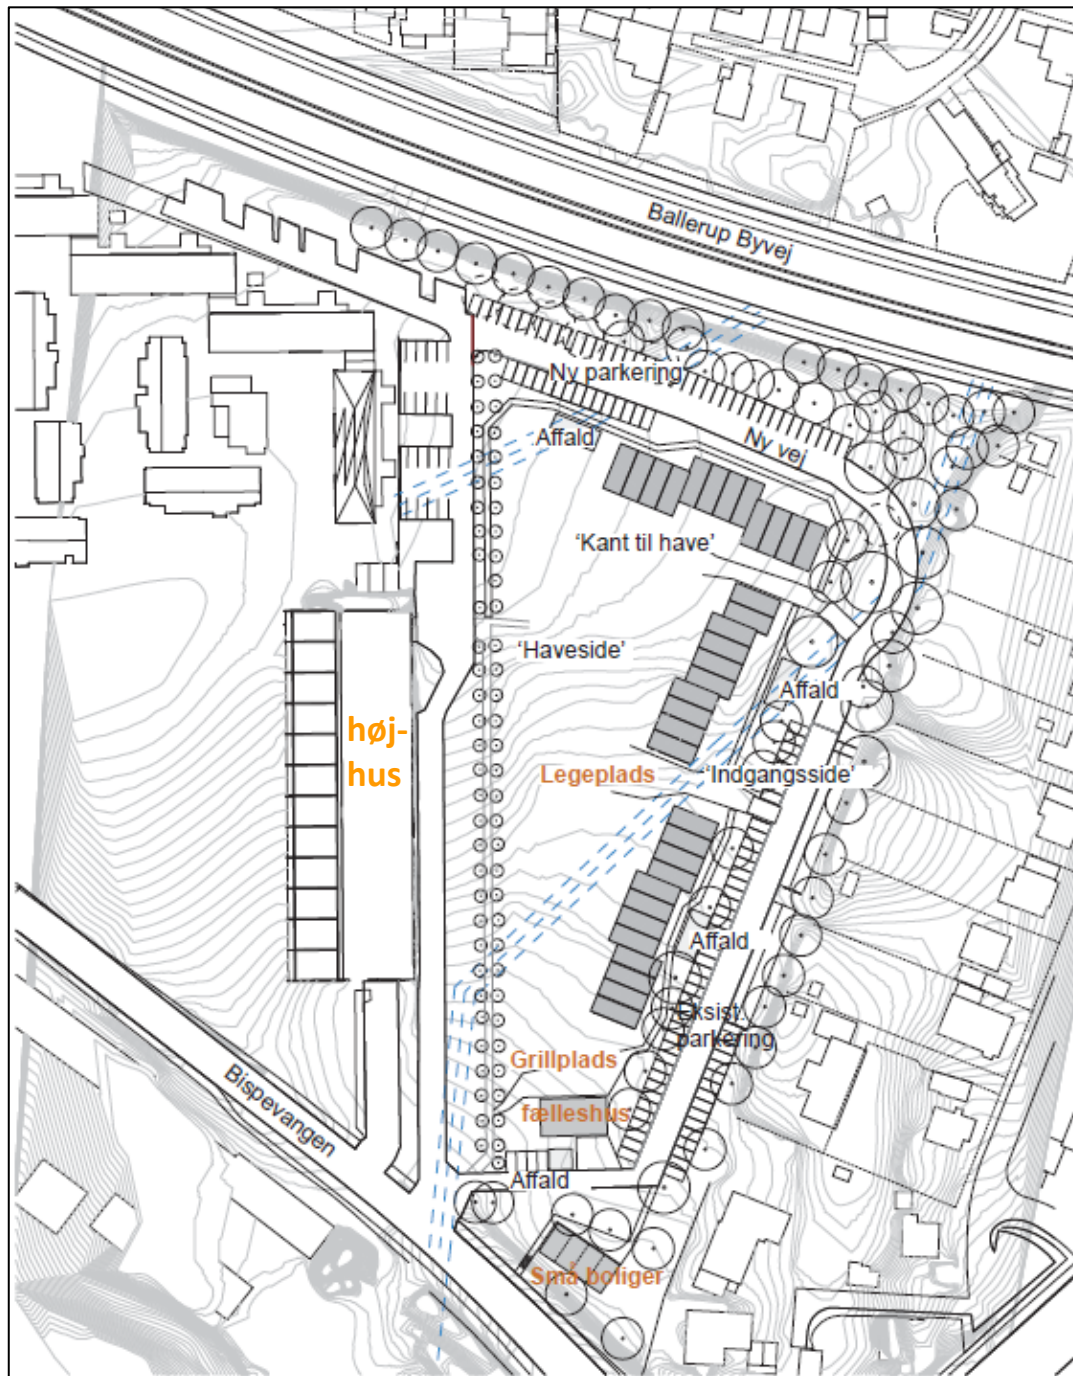 Ballerup Byvej
Ny parkering
Affald
Ny vej
'Kant til have'
'Haveside'
Affald
høj-
hus
Legeplads
'Indgangsside'
Affald
Eksist.
parkering
Grillplads
Bispevangen
fælleshus
Affald
Små boliger